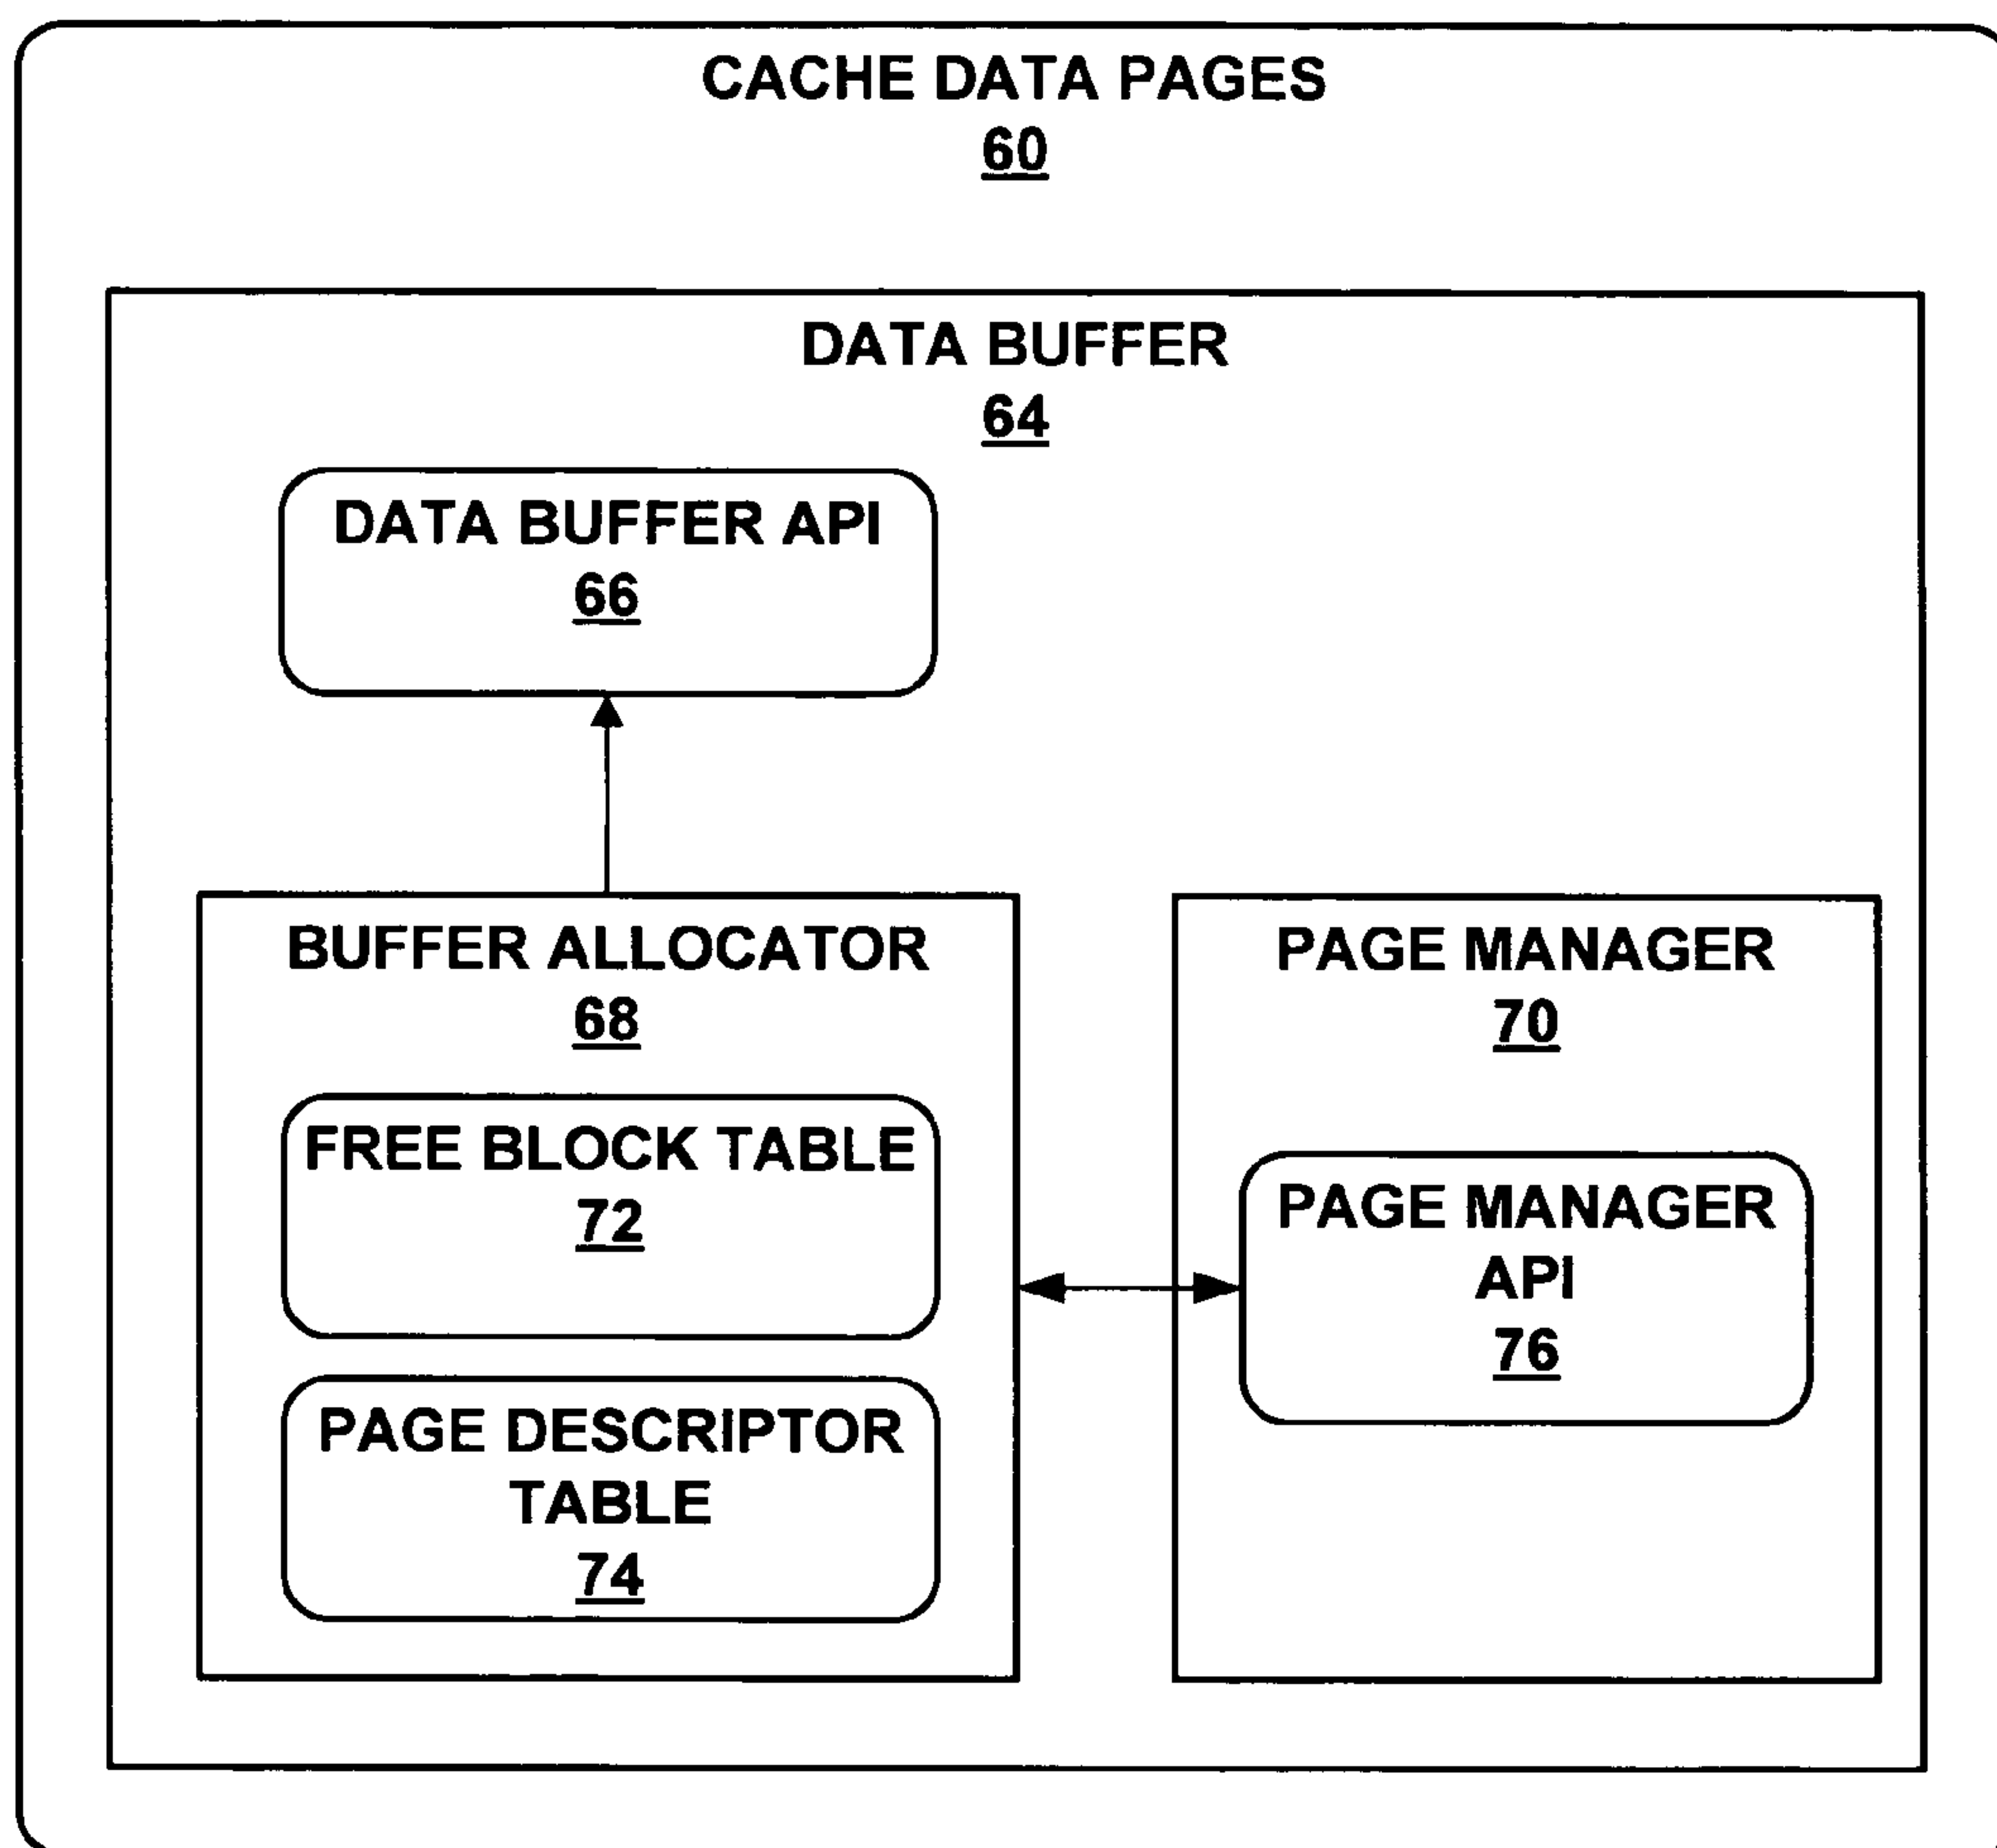 CACHE DATA PAGES
60
DATA BUFFER
64
DATA BUFFER API
66
BUFFER ALLOCATOR
68
FREE BLOCK TABLE
72
PAGE DESCRIPTOR
TABLE
74
PAGE MANAGER
70
PAGE MANAGER
API
76